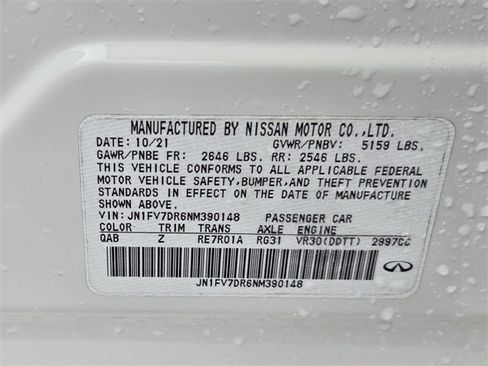 MANUFACTURED BY NISSAN MOTOR CO.,LTD.
DATE: 10/21 GVWR/PNBV: 5159 LBS.
GAWR/PNBE FR: 2646 LBS. RR: 2546 LBS.
THIS VEHICLE CONFORMS TO ALL APPLICABLE FEDERAL
MOTOR VEHICLE SAFETY,BUMPER,AND THEFT PREVENTION
STANDARDS IN EFFECT ON THE DATE OF MANUFACTURE
SHOWN ABOVE.
VIN: JN1FV7DR6NM390148 PASSENGER CAR
COLOR TRIM TRANS AXLE ENGINE
QAB Z RE7R01A RG31 VR30(DDTT) 2997CC
JN1FV7DR6NM390148